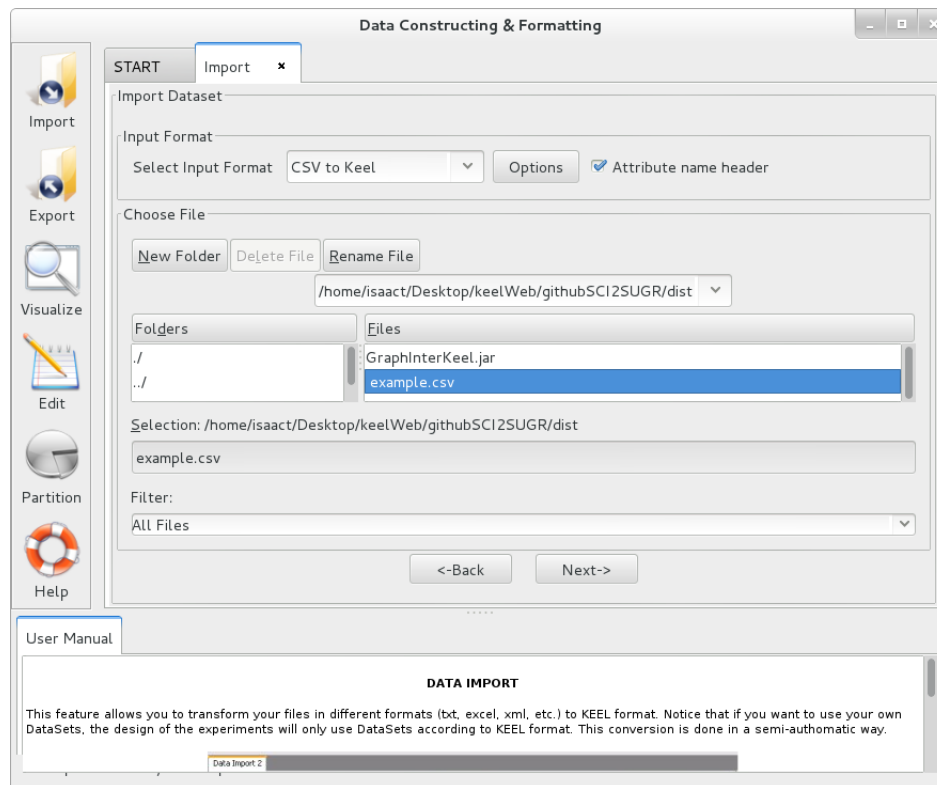 Data Constructing & Formatting
Import
Export
Visualize
Edit
Partition
Help
START
Import
Import Dataset
Input Format
Select Input Format CSV to Keel Options Attribute name header
Choose File
New Folder Delete File Rename File
/home/isaact/Desktop/keelWeb/githubSCI2SUGR/dist
Folders
./
../
Files
GraphInterKeel.jar
example.csv
Selection: /home/isaact/Desktop/keelWeb/githubSCI2SUGR/dist
example.csv
Filter:
All Files
<-Back Next->
User Manual
DATA IMPORT
This feature allows you to transform your files in different formats (txt, excel, xml, etc.) to KEEL format. Notice that if you want to use your own
DataSets, the design of the experiments will only use DataSets according to KEEL format. This conversion is done in a semi-authomatic way.
Data Import 2